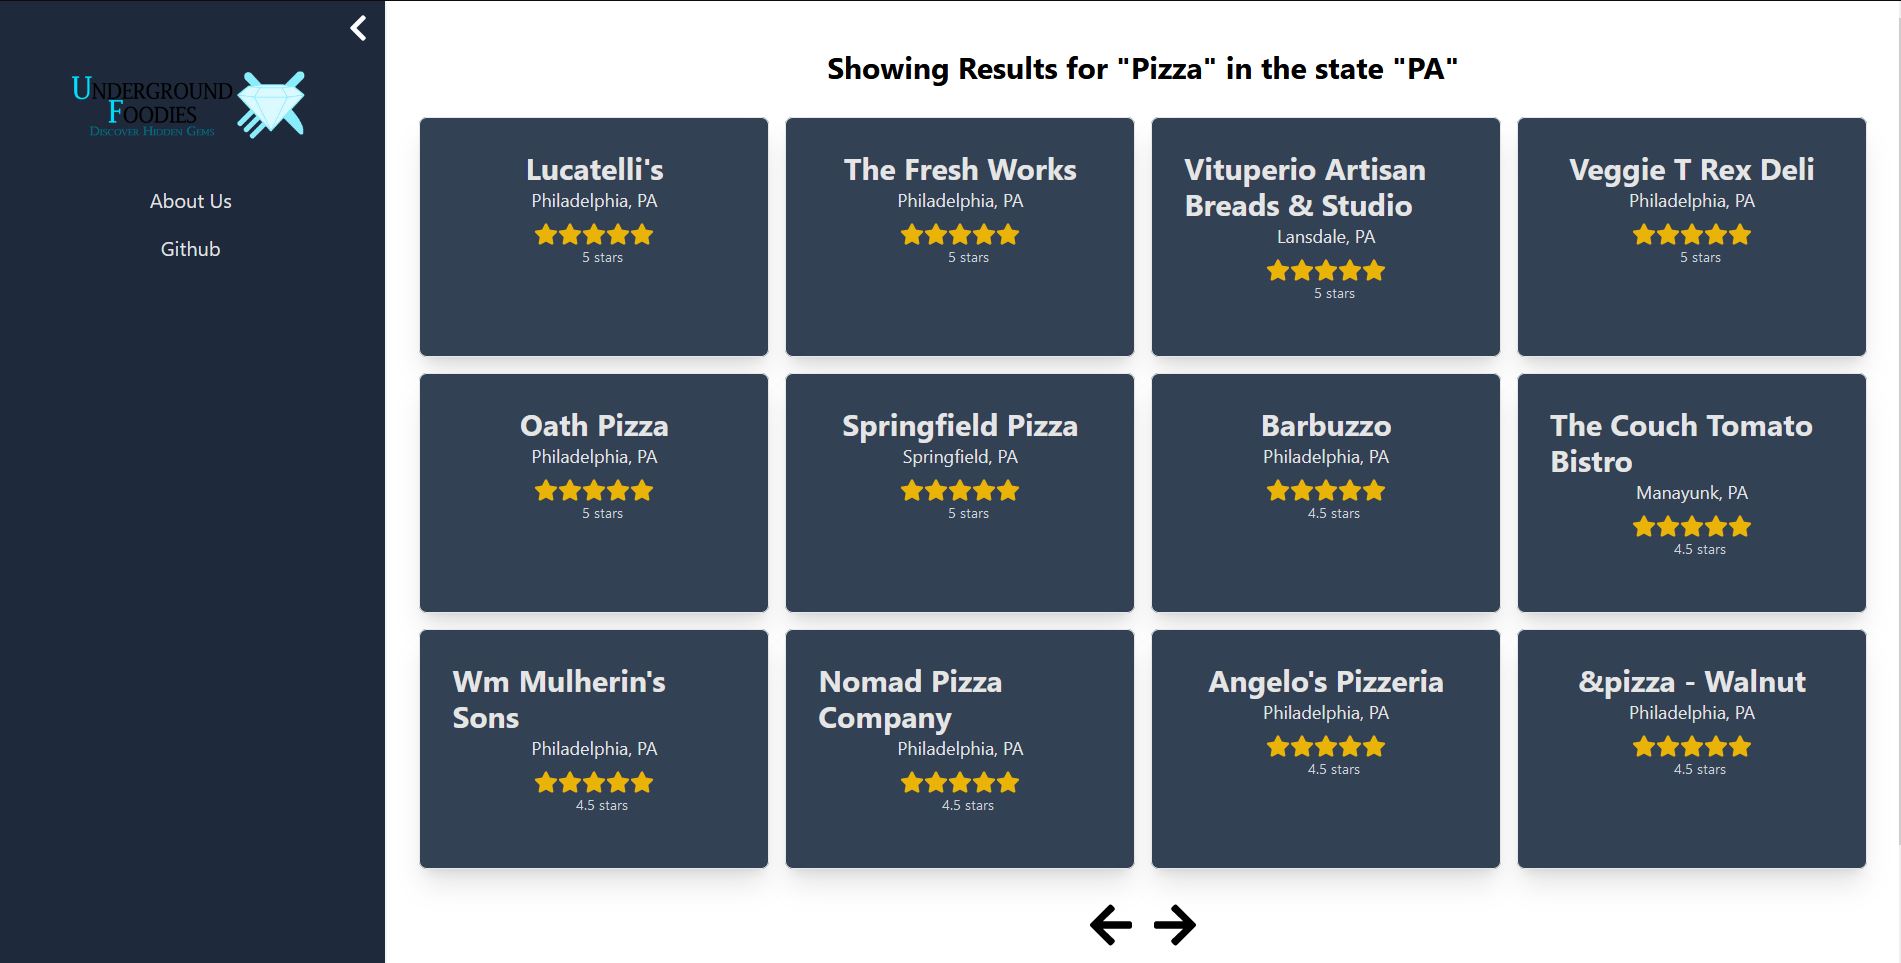 UNDERGROUND
FOODIES
DISCOVER HIDDEN GEMS
About Us
Github
Showing Results for "Pizza" in the state "PA"
Lucatelli's
Philadelphia, PA
5 stars
The Fresh Works
Philadelphia, PA
5 stars
Vituperio Artisan
Breads & Studio
Lansdale, PA
5 stars
Veggie T Rex Deli
Philadelphia, PA
5 stars
Oath Pizza
Philadelphia, PA
5 stars
Springfield Pizza
Springfield, PA
5 stars
Barbuzzo
Philadelphia, PA
4.5 stars
The Couch Tomato
Bistro
Manayunk, PA
4.5 stars
Wm Mulherin's
Sons
Philadelphia, PA
4.5 stars
Nomad Pizza
Company
Philadelphia, PA
4.5 stars
Angelo's Pizzeria
Philadelphia, PA
4.5 stars
&pizza - Walnut
Philadelphia, PA
4.5 stars